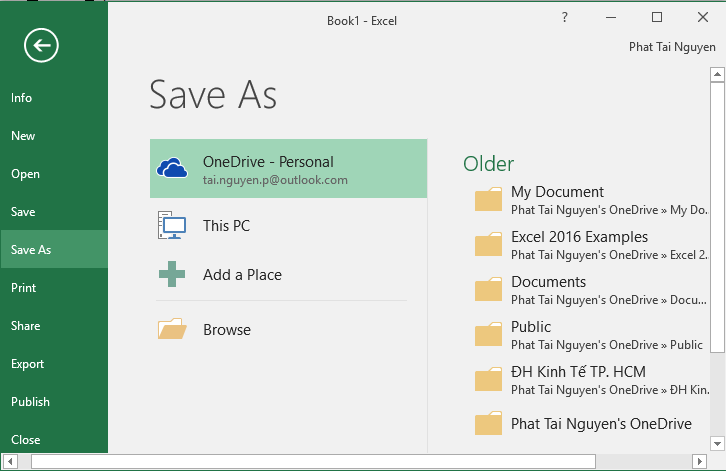 Book1 - Excel
?
Phat Tai Nguyen
Info
New
Open
Save
Save As
Print
Share
Export
Publish
Close
Save As
OneDrive - Personal
tai.nguyen.p@outlook.com
This PC
Add a Place
Browse
Older
My Document
Phat Tai Nguyen's OneDrive » My Do...
Excel 2016 Examples
Phat Tai Nguyen's OneDrive » Excel 2...
Documents
Phat Tai Nguyen's OneDrive » Docu...
Public
Phat Tai Nguyen's OneDrive » Public
ĐH Kinh Tế TP. HCM
Phat Tai Nguyen's OneDrive » ĐH Kin...
Phat Tai Nguyen's OneDrive